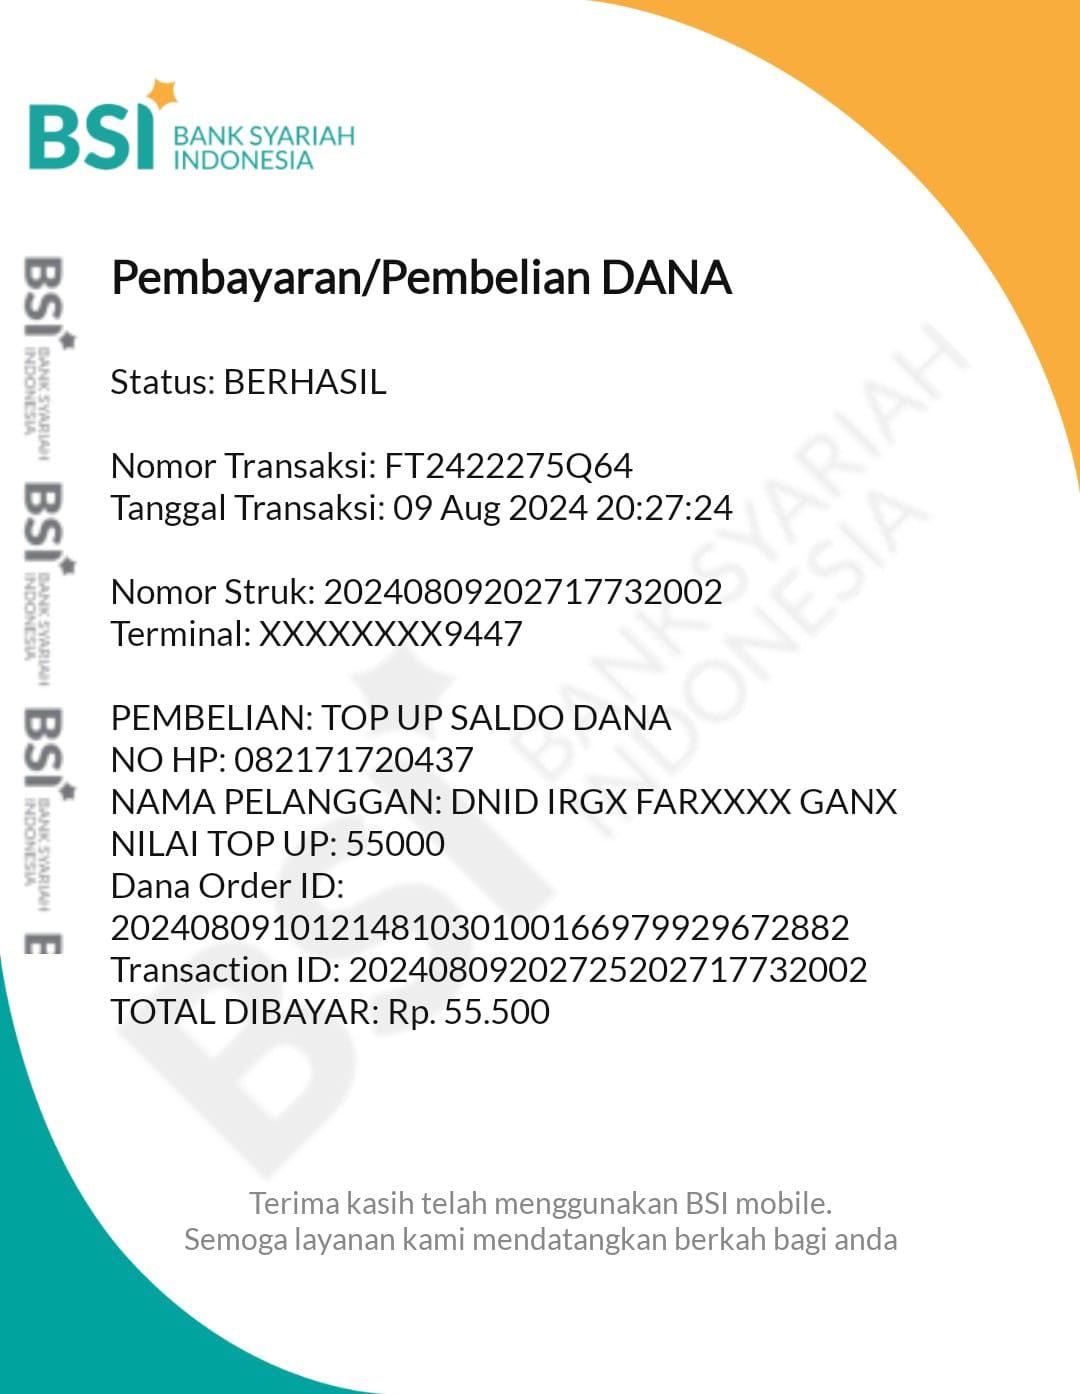 BSI BANK SYARIAH
INDONESIA
Pembayaran/Pembelian DANA
Status: BERHASIL
Nomor Transaksi: FT2422275Q64
Tanggal Transaksi: 09 Aug 2024 20:27:24
Nomor Struk: 20240809202717732002
Terminal: XXXXXXXX9447
PEMBELIAN: TOP UP SALDO DANA
NO HP: 082171720437
NAMA PELANGGAN: DNID IRGX FARXXXX GANX
NILAI TOP UP: 55000
Dana Order ID:
2024080910121481030100166979929672882
Transaction ID: 20240809202725202717732002
TOTAL DIBAYAR: Rp. 55.500
Terima kasih telah menggunakan BSI mobile.
Semoga layanan kami mendatangkan berkah bagi anda
BSI BANK SYARIAH
INDONESIA
BSI BANK SYARIAH
INDONESIA
BSI BANK SYARIAH
INDONESIA
BSI BANK SYARIAH
INDONESIA